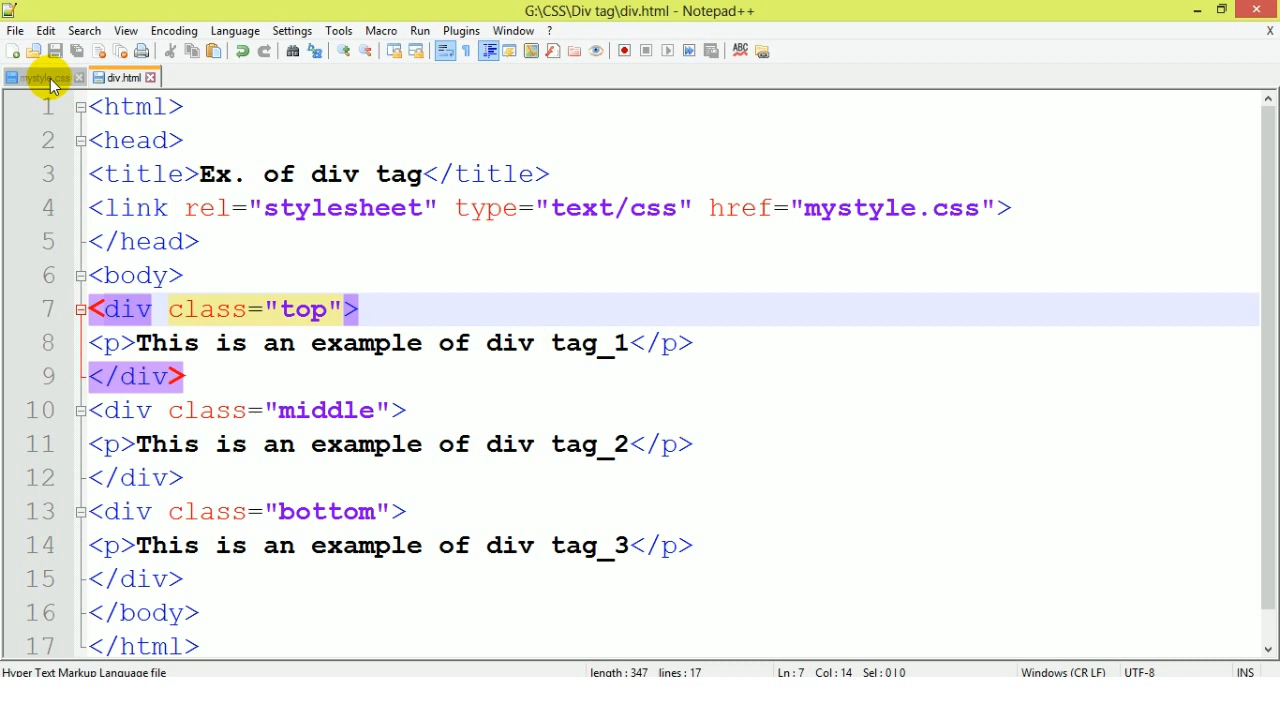 G:\CSS\Div tag\div.html - Notepad++
File Edit Search View Encoding Language Settings Tools Macro Run Plugins Window ? X
mystyle.css div.html
1 <html>
2 <head>
3 <title>Ex. of div tag</title>
4 <link rel="stylesheet" type="text/css" href="mystyle.css">
5 </head>
6 <body>
7 <div class="top">
8 <p>This is an example of div tag_1</p>
9 </div>
10 <div class="middle">
11 <p>This is an example of div tag_2</p>
12 </div>
13 <div class="bottom">
14 <p>This is an example of div tag_3</p>
15 </div>
16 </body>
17 </html>
Hyper Text Markup Language file length : 347 lines : 17 Ln : 7 Col : 14 Sel : 0 | 0 Windows (CR LF) UTF-8 INS